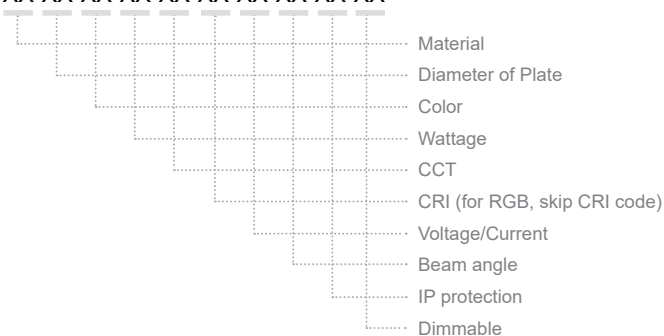 Material
Diameter of Plate
Color
Wattage
CCT
CRI (for RGB, skip CRI code)
Voltage/Current
Beam angle
IP protection
Dimmable